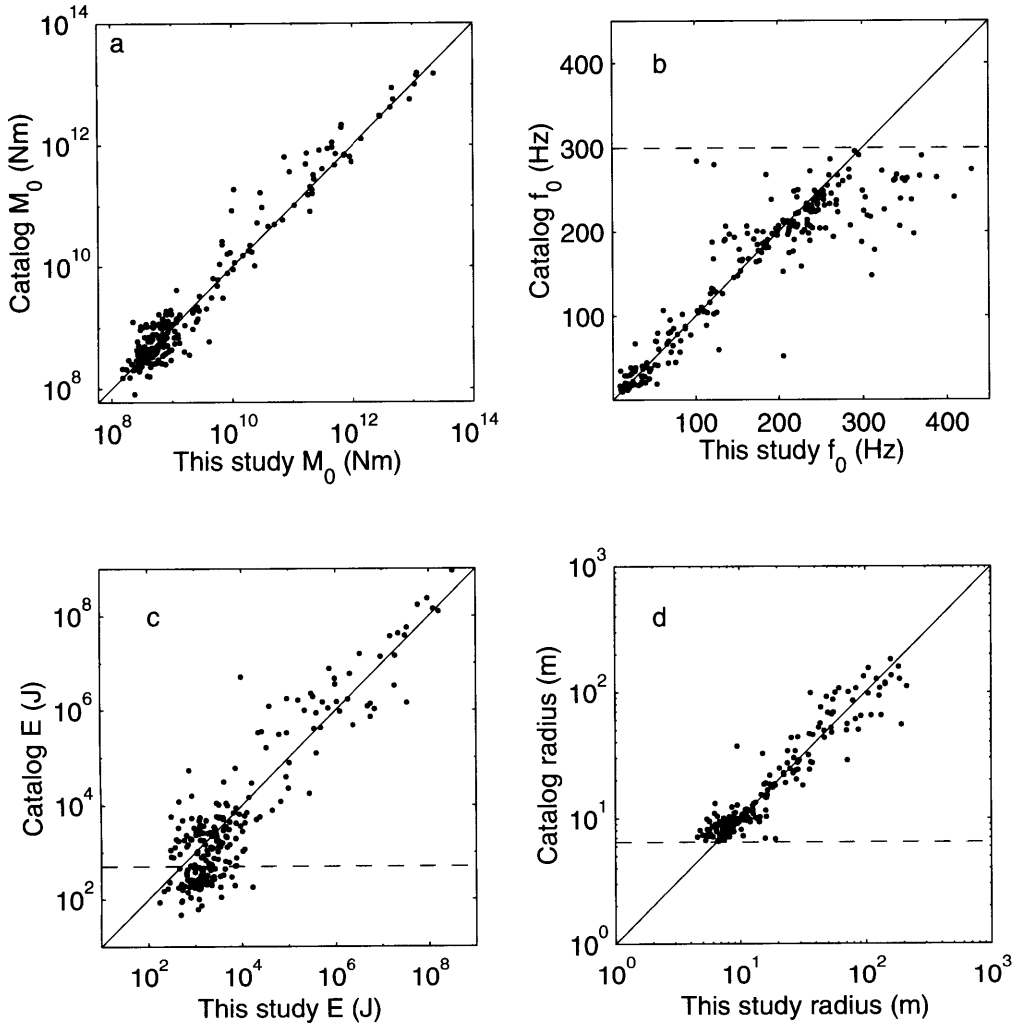 a
10^14
10^12
10^10
10^8
Catalog M_0 (Nm)
10^8 10^10 10^12 10^14
This study M_0 (Nm)
b
400
300
200
100
Catalog f_0 (Hz)
100 200 300 400
This study f_0 (Hz)
c
10^8
10^6
10^4
10^2
Catalog E (J)
10^2 10^4 10^6 10^8
This study E (J)
d
10^3
10^2
10^1
10^0
Catalog radius (m)
10^0 10^1 10^2 10^3
This study radius (m)